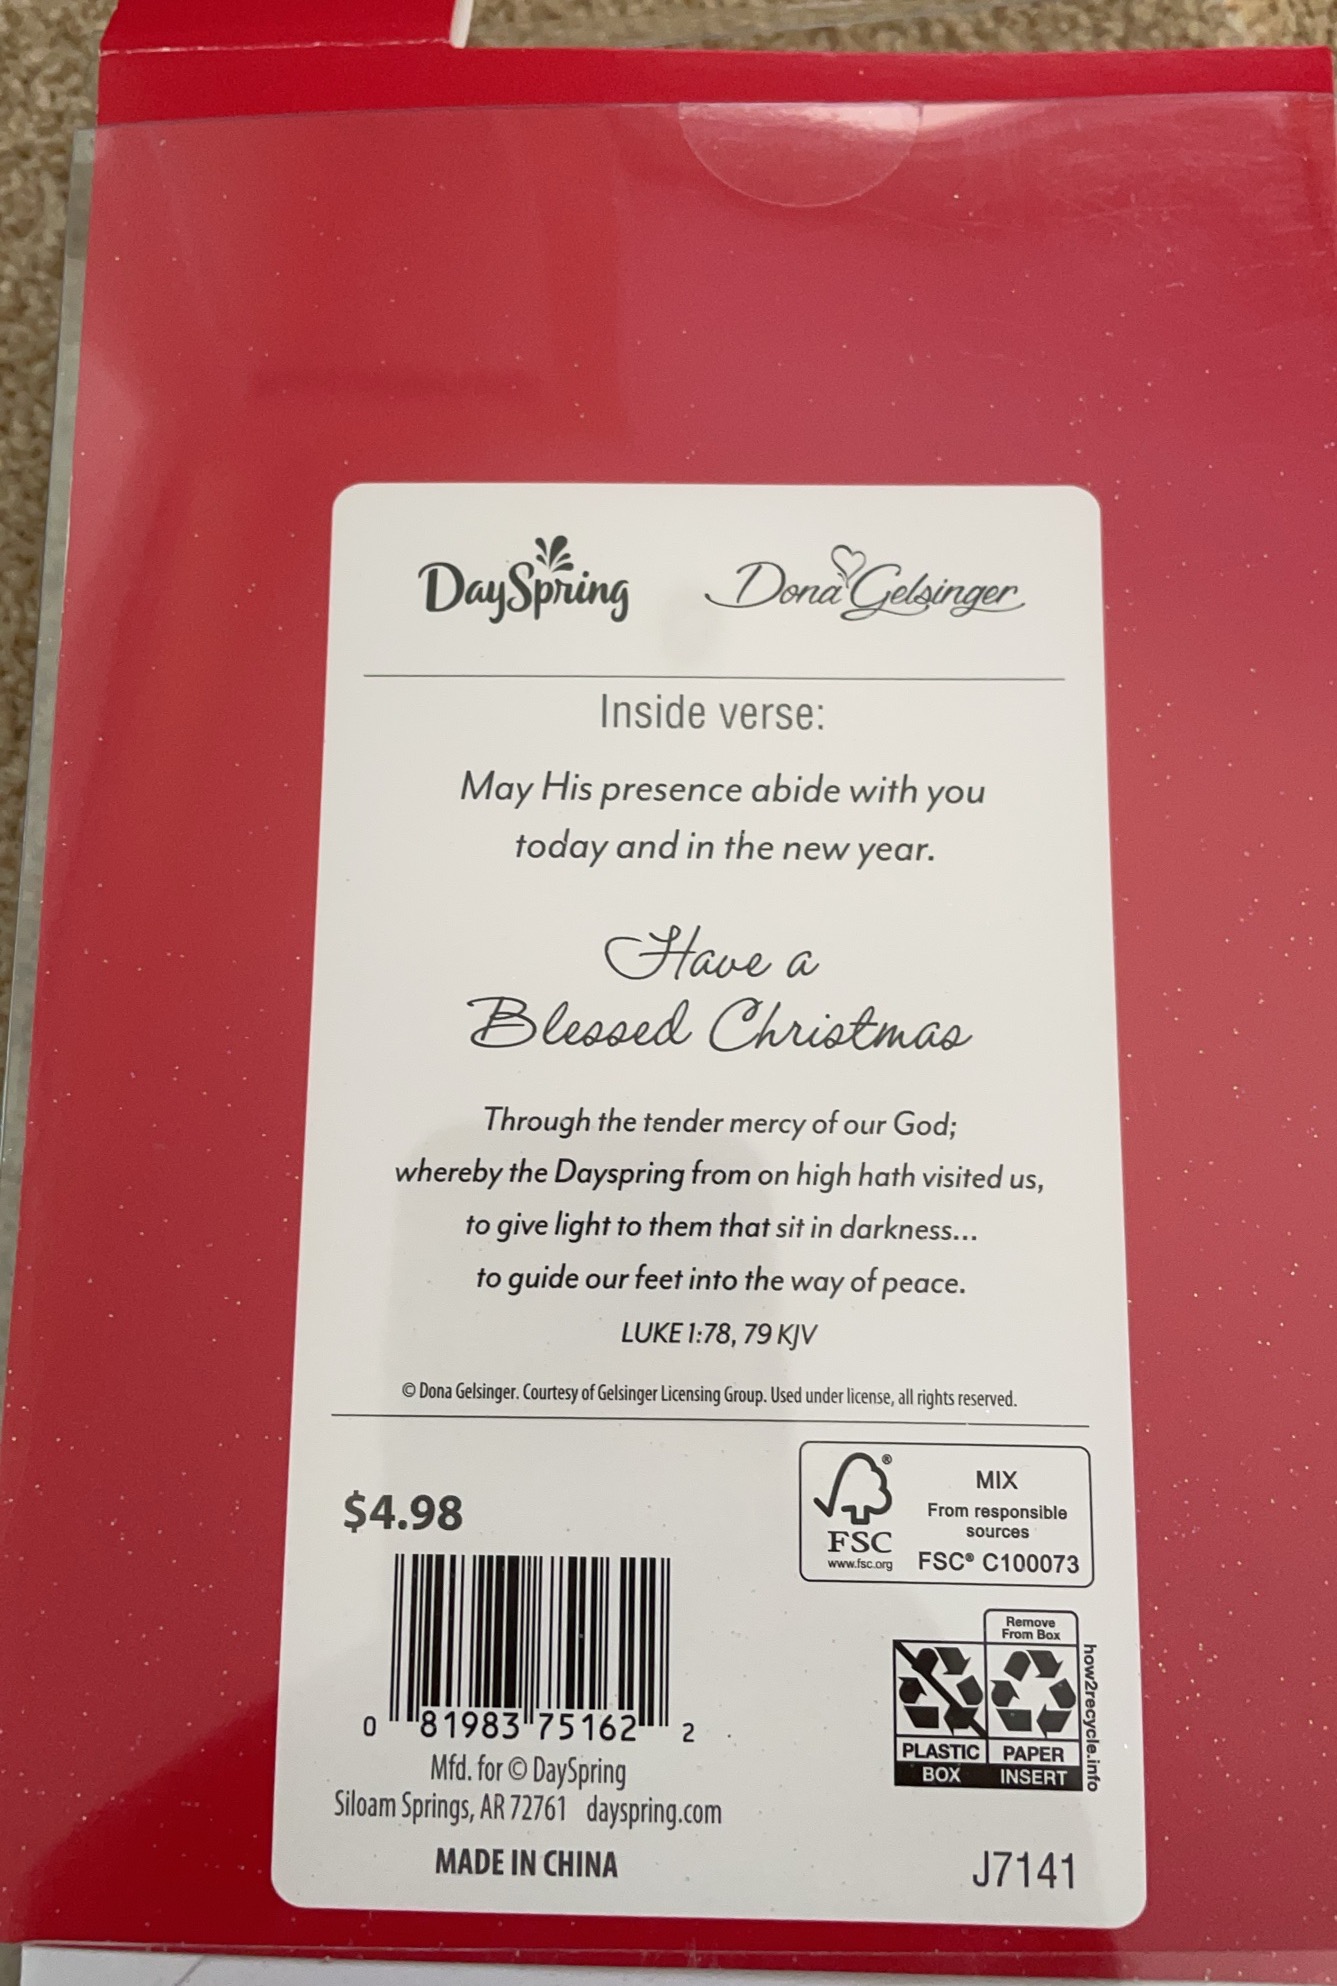 DaySpring
Dona Gelsinger
Inside verse:
May His presence abide with you
today and in the new year.
Have a
Blessed Christmas
Through the tender mercy of our God;
whereby the Dayspring from on high hath visited us,
to give light to them that sit in darkness...
to guide our feet into the way of peace.
LUKE 1:78, 79 KJV
© Dona Gelsinger. Courtesy of Gelsinger Licensing Group. Used under license, all rights reserved.
$4.98
0 81983 75162 2
Mfd. for © DaySpring
Siloam Springs, AR 72761 dayspring.com
MADE IN CHINA
®
FSC
www.fsc.org
MIX
From responsible
sources
FSC® C100073
Remove
From Box
PLASTIC
BOX
PAPER
INSERT
how2recycle.info
J7141